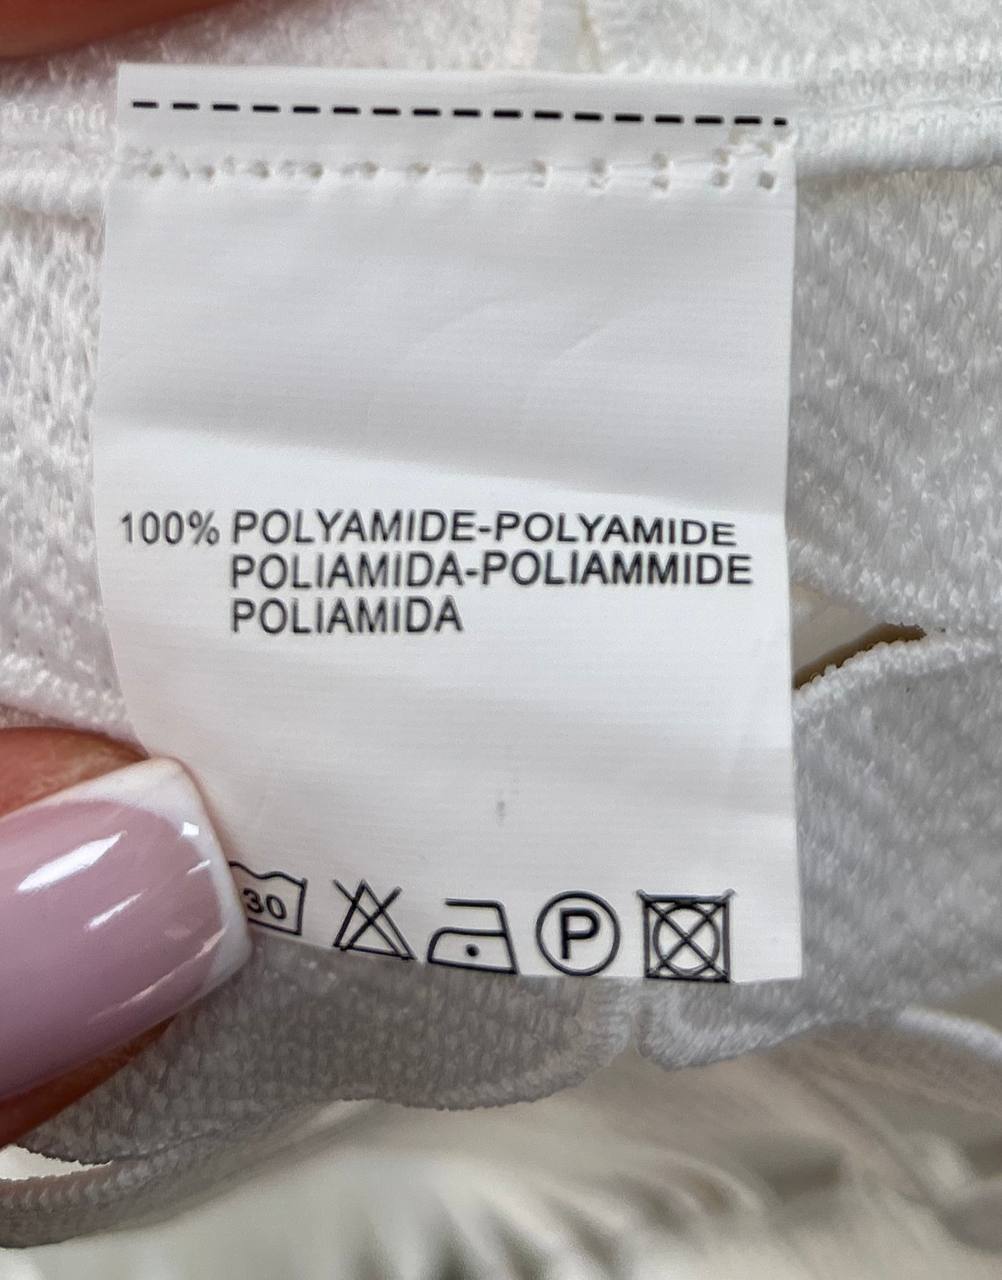 100% POLYAMIDE-POLYAMIDE
POLIAMIDA-POLIAMMIDE
POLIAMIDA
30 P